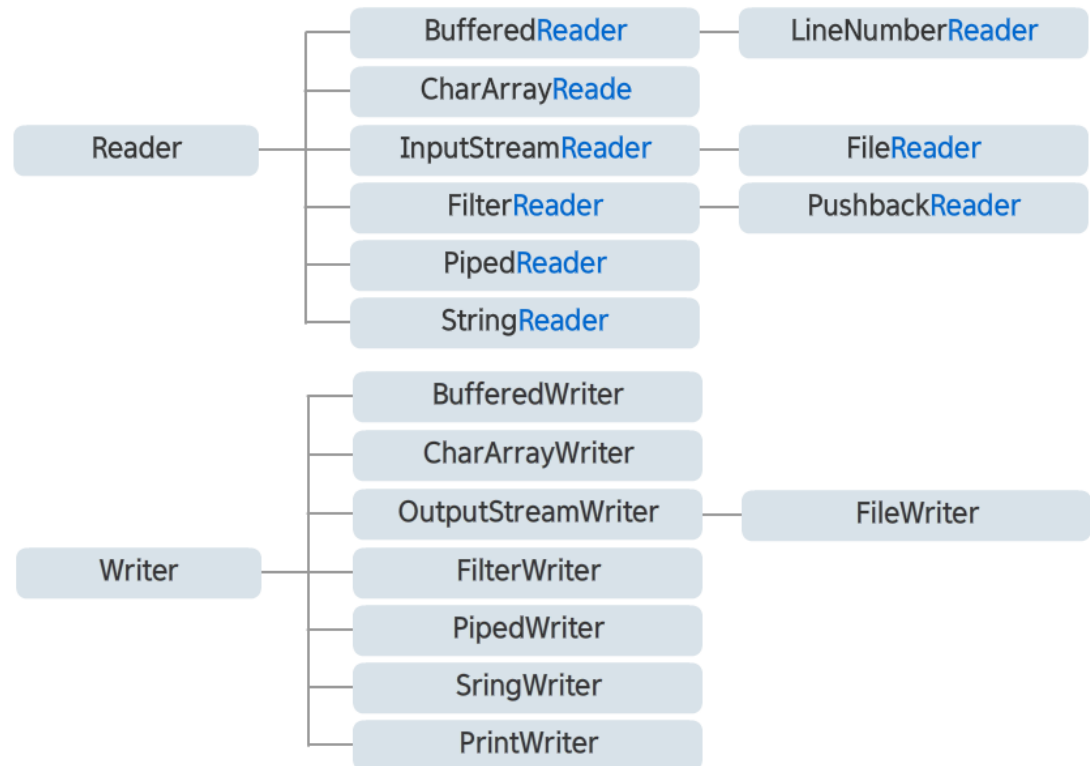 BufferedReader
LineNumberReader
CharArrayReade
Reader
InputStreamReader
FileReader
FilterReader
PushbackReader
PipedReader
StringReader
BufferedWriter
CharArrayWriter
OutputStreamWriter
FileWriter
Writer
FilterWriter
PipedWriter
SringWriter
PrintWriter